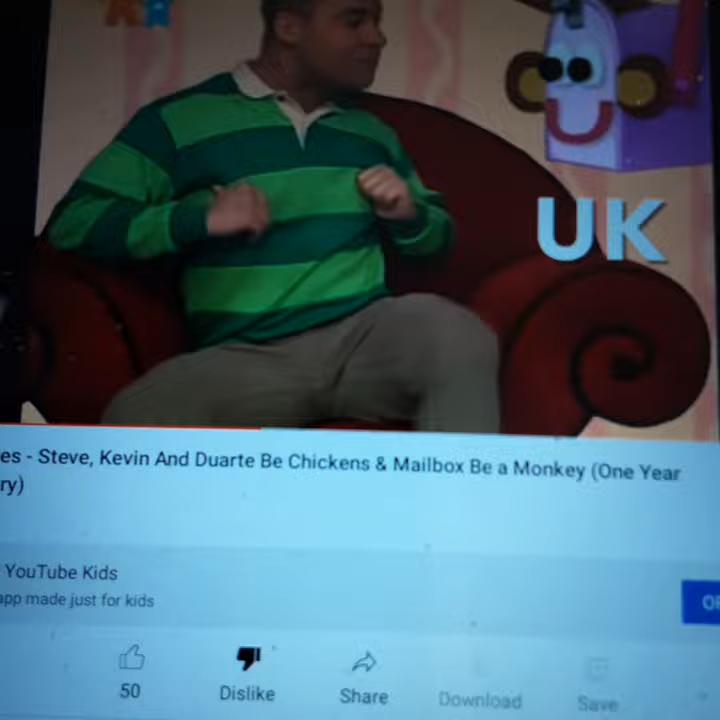 UK
es - Steve, Kevin And Duarte Be Chickens & Mailbox Be a Monkey (One Year
ry)
YouTube Kids
app made just for kids
50
Dislike
Share
Download
Save